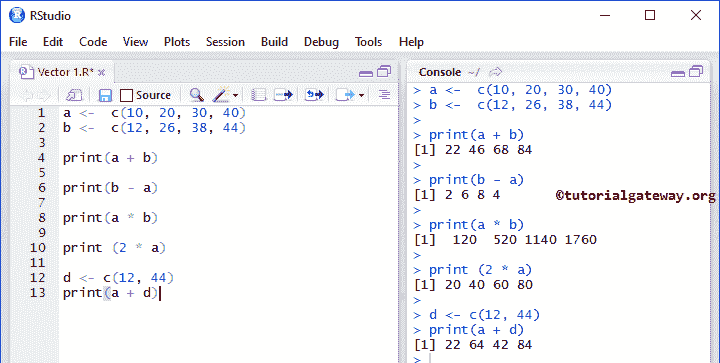 RStudio
File Edit Code View Plots Session Build Debug Tools Help
Vector 1.R*
Source
1 a <- c(10, 20, 30, 40)
2 b <- c(12, 26, 38, 44)
3
4 print(a + b)
5
6 print(b - a)
7
8 print(a * b)
9
10 print (2 * a)
11
12 d <- c(12, 44)
13 print(a + d)
Console ~/
> a <- c(10, 20, 30, 40)
> b <- c(12, 26, 38, 44)
>
> print(a + b)
[1] 22 46 68 84
>
> print(b - a)
[1] 2 6 8 4
>
> print(a * b)
[1]  120  520 1140 1760
>
> print (2 * a)
[1] 20 40 60 80
>
> d <- c(12, 44)
> print(a + d)
[1] 22 64 42 84
>
©tutorialgateway.org